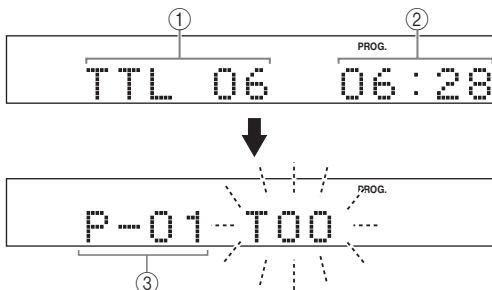 ① ②
PROG.
TTL 06 06:28
PROG.
P-01 T00
③